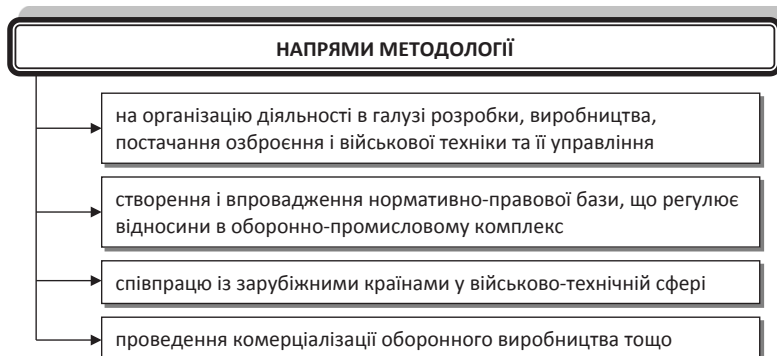 НАПРЯМИ МЕТОДОЛОГІЇ
на організацію діяльності в галузі розробки, виробництва,
постачання озброєння і військової техніки та її управління
створення і впровадження нормативно-правової бази, що регулює
відносини в оборонно-промисловому комплекс
співпрацю із зарубіжними країнами у військово-технічній сфері
проведення комерціалізації оборонного виробництва тощо